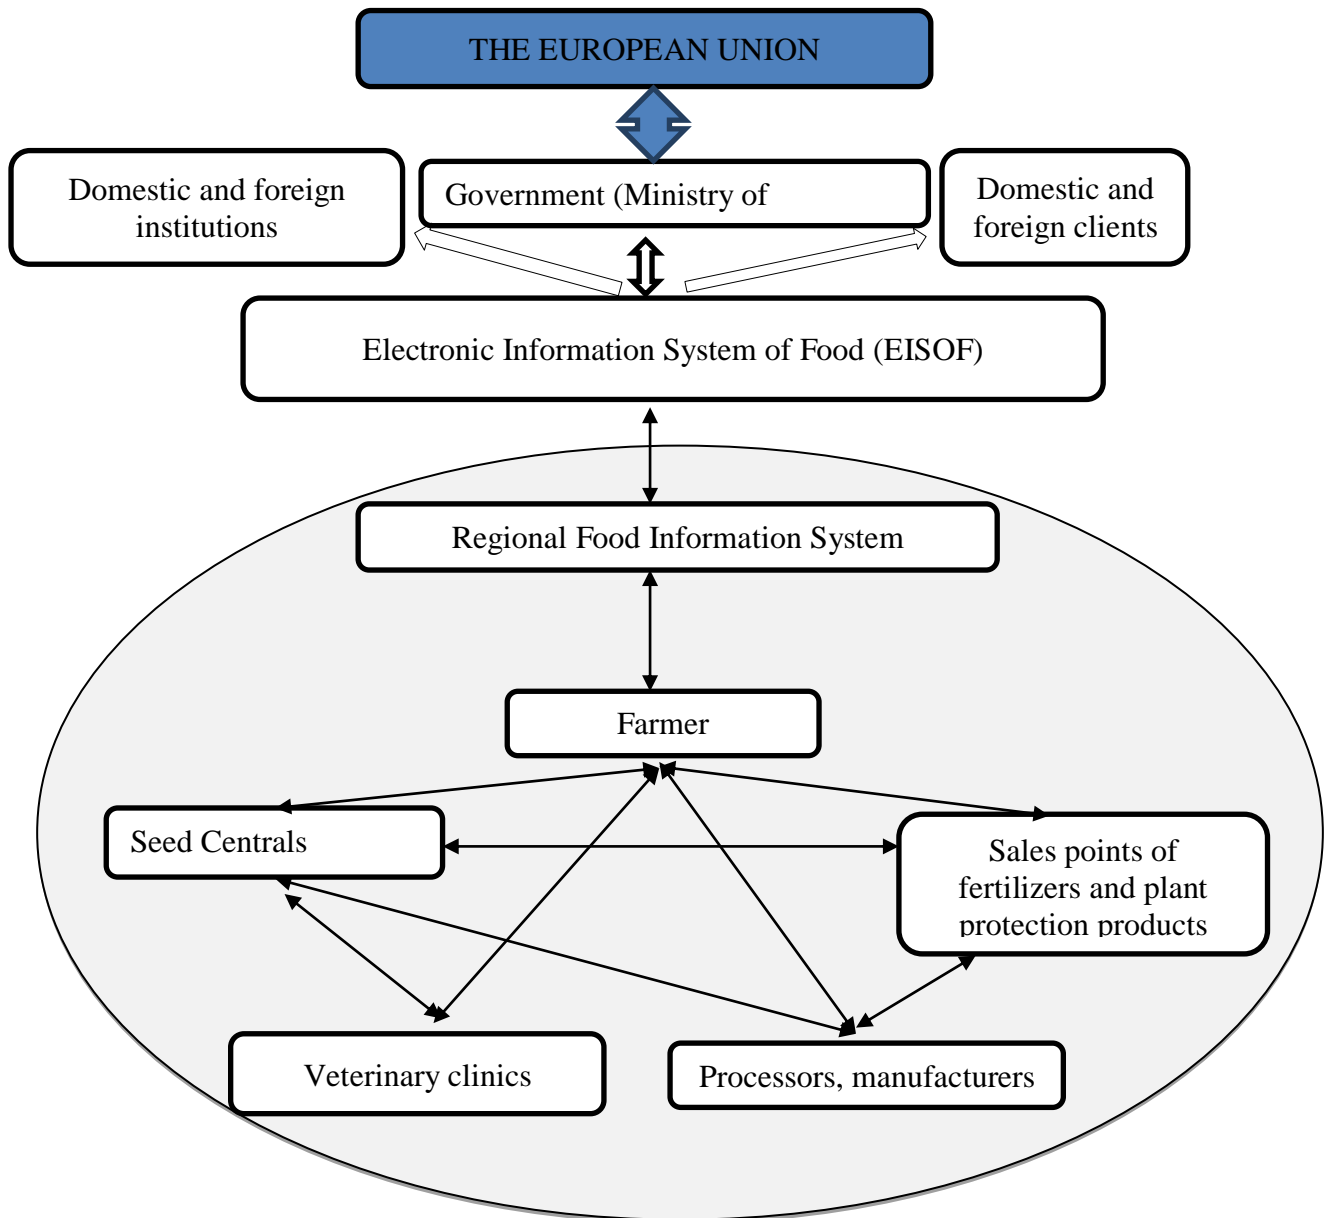 THE EUROPEAN UNION
Domestic and foreign
institutions
Government (Ministry of
Domestic and
foreign clients
Electronic Information System of Food (EISOF)
Regional Food Information System
Farmer
Seed Centrals
Sales points of
fertilizers and plant
protection products
Veterinary clinics
Processors, manufacturers